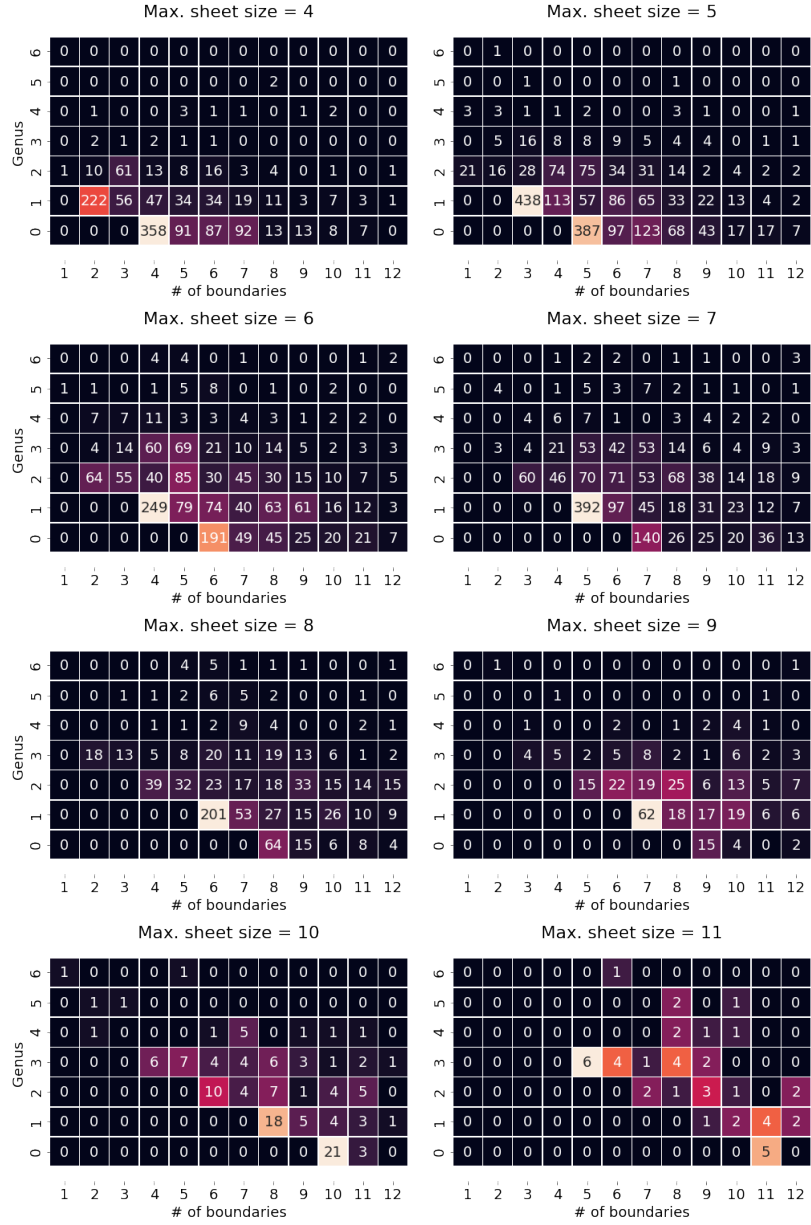 Max. sheet size = 4
Max. sheet size = 5
Genus
6 0 0 0 0 0 0 0 0 0 0 0 0
6 0 1 0 0 0 0 0 0 0 0 0 0
5 0 0 0 0 0 0 0 2 0 0 0 0
5 0 0 1 0 0 0 0 1 0 0 0 0
4 0 1 0 0 3 1 1 0 1 2 0 0
4 3 3 1 1 2 0 0 3 1 0 0 1
3 0 2 1 2 1 1 0 0 0 0 0 0
3 0 5 16 8 8 9 5 4 4 0 1 1
2 1 10 61 13 8 16 3 4 0 1 0 1
2 21 16 28 74 75 34 31 14 2 4 2 2
1 0 222 56 47 34 34 19 11 3 7 3 1
1 0 0 438 113 57 86 65 33 22 13 4 2
0 0 0 0 358 91 87 92 13 13 8 7 0
0 0 0 0 0 387 97 123 68 43 17 17 7
1 2 3 4 5 6 7 8 9 10 11 12
1 2 3 4 5 6 7 8 9 10 11 12
# of boundaries
# of boundaries
Max. sheet size = 6
Max. sheet size = 7
Genus
6 0 0 0 4 4 0 1 0 0 0 1 2
6 0 0 0 1 2 2 0 1 1 0 0 3
5 1 1 0 1 5 8 0 1 0 2 0 0
5 0 4 0 1 5 3 7 2 1 1 0 1
4 0 7 7 11 3 3 4 3 1 2 2 0
4 0 0 4 6 7 1 0 3 4 2 2 0
3 0 4 14 60 69 21 10 14 5 2 3 3
3 0 3 4 21 53 42 53 14 6 4 9 3
2 0 64 55 40 85 30 45 30 15 10 7 5
2 0 0 60 46 70 71 53 68 38 14 18 9
1 0 0 0 249 79 74 40 63 61 16 12 3
1 0 0 0 0 392 97 45 18 31 23 12 7
0 0 0 0 0 0 191 49 45 25 20 21 7
0 0 0 0 0 0 0 140 26 25 20 36 13
1 2 3 4 5 6 7 8 9 10 11 12
1 2 3 4 5 6 7 8 9 10 11 12
# of boundaries
# of boundaries
Max. sheet size = 8
Max. sheet size = 9
Genus
6 0 0 0 0 4 5 1 1 1 0 0 1
6 0 1 0 0 0 0 0 0 0 0 0 1
5 0 0 1 1 2 6 5 2 0 0 1 0
5 0 0 0 1 0 0 0 0 0 0 1 0
4 0 0 0 1 1 2 9 4 0 0 2 1
4 0 0 1 0 0 2 0 1 2 4 1 0
3 0 18 13 5 8 20 11 19 13 6 1 2
3 0 0 4 5 2 5 8 2 1 6 2 3
2 0 0 0 39 32 23 17 18 33 15 14 15
2 0 0 0 0 15 22 19 25 6 13 5 7
1 0 0 0 0 0 201 53 27 15 26 10 9
1 0 0 0 0 0 0 62 18 17 19 6 6
0 0 0 0 0 0 0 0 64 15 6 8 4
0 0 0 0 0 0 0 0 0 15 4 0 2
1 2 3 4 5 6 7 8 9 10 11 12
1 2 3 4 5 6 7 8 9 10 11 12
# of boundaries
# of boundaries
Max. sheet size = 10
Max. sheet size = 11
Genus
6 1 0 0 0 1 0 0 0 0 0 0 0
6 0 0 0 0 0 1 0 0 0 0 0 0
5 0 1 1 0 0 0 0 0 0 0 0 0
5 0 0 0 0 0 0 0 2 0 1 0 0
4 0 1 0 0 0 1 5 0 1 1 1 0
4 0 0 0 0 0 0 0 2 1 1 0 0
3 0 0 0 6 7 4 4 6 3 1 2 1
3 0 0 0 0 6 4 1 4 2 0 0 0
2 0 0 0 0 0 10 4 7 1 4 5 0
2 0 0 0 0 0 0 2 1 3 1 0 2
1 0 0 0 0 0 0 0 18 5 4 3 1
1 0 0 0 0 0 0 0 0 1 2 4 2
0 0 0 0 0 0 0 0 0 0 21 3 0
0 0 0 0 0 0 0 0 0 0 0 5 0
1 2 3 4 5 6 7 8 9 10 11 12
1 2 3 4 5 6 7 8 9 10 11 12
# of boundaries
# of boundaries